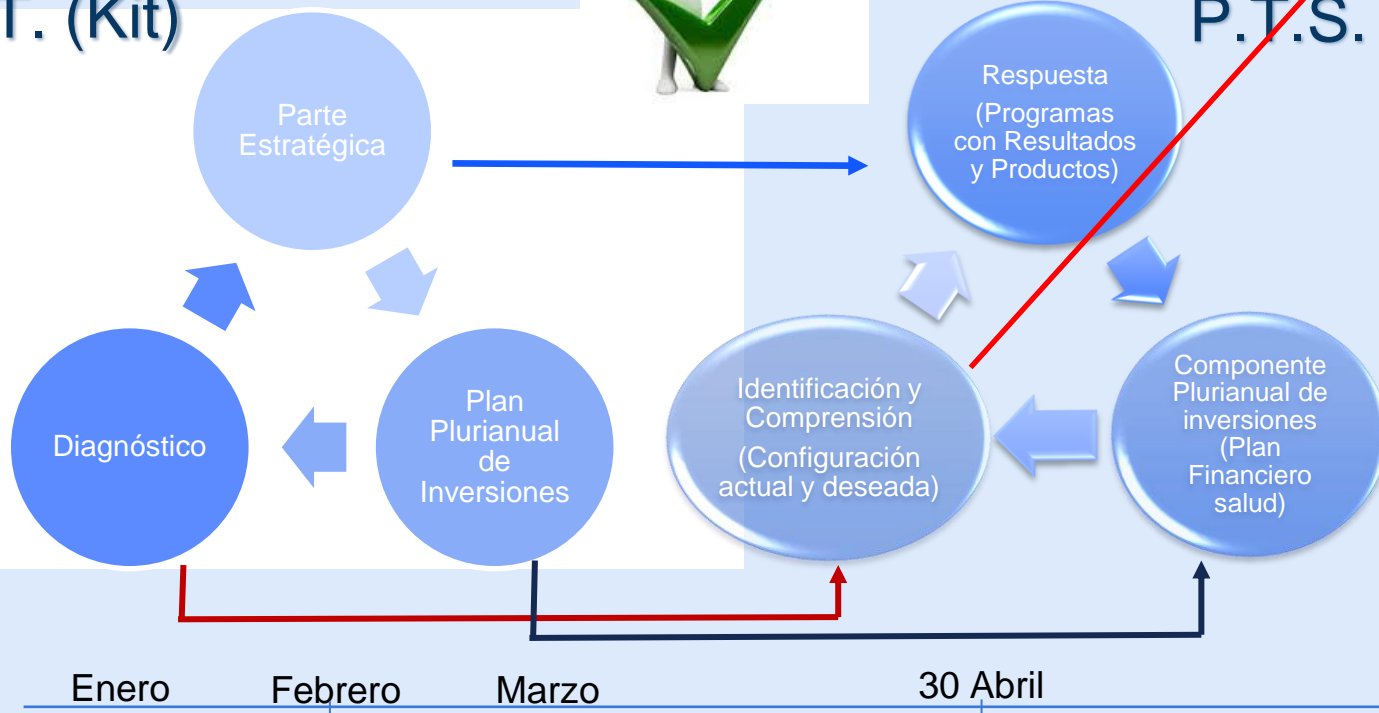 T. (Kit)
P.T.S.
Parte
Estratégica
Respuesta
(Programas
con Resultados
y Productos)
Diagnóstico
Plan
Plurianual
de
Inversiones
Identificación y
Comprensión
(Configuración
actual y deseada)
Componente
Plurianual de
inversiones
(Plan
Financiero
salud)
Enero
Febrero
Marzo
30 Abril